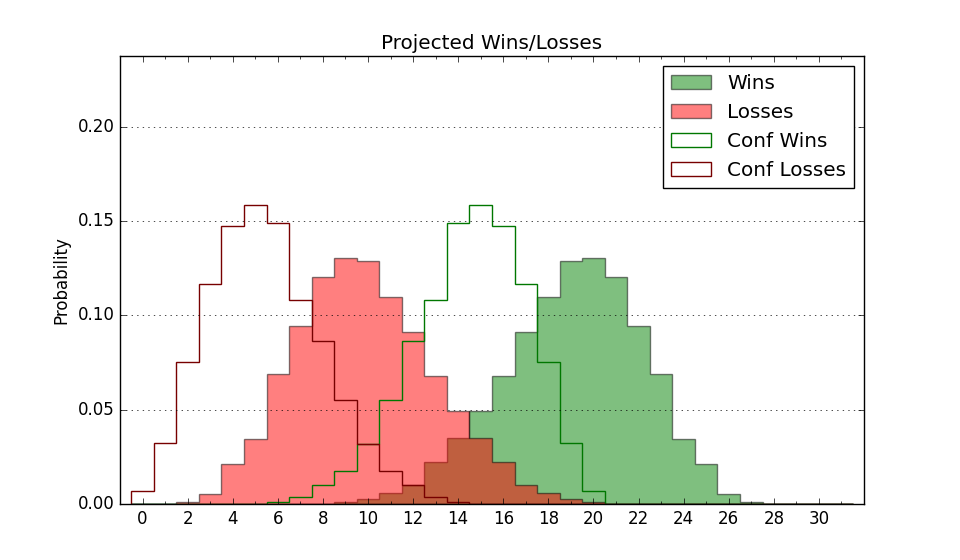 Projected Wins/Losses
Wins
Losses
Conf Wins
Conf Losses
Probability
0.20
0.15
0.10
0.05
0.00
0 2 4 6 8 10 12 14 16 18 20 22 24 26 28 30